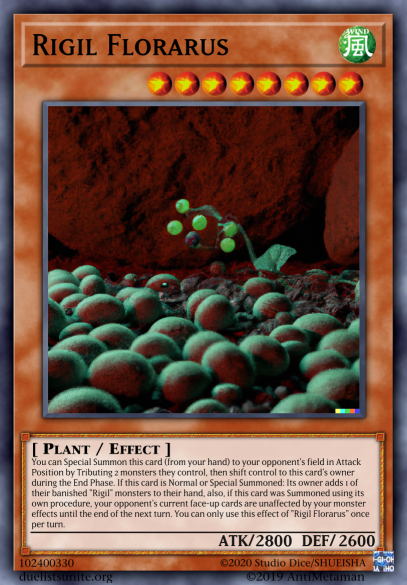 Rigil Florarus
WIND
風
[ Plant / Effect ]
You can Special Summon this card (from your hand) to your opponent's field in Attack
Position by Tributing 2 monsters they control, then shift control to this card's owner
during the End Phase. If this card is Normal or Special Summoned: Its owner adds 1 of
their banished "Rigil" monsters to their hand, also, if this card was Summoned using its
own procedure, your opponent's current face-up cards are unaffected by your monster
effects until the end of the next turn. You can only use this effect of "Rigil Florarus" once
per turn.
ATK/2800 DEF/2600
102400330 ©2020 Studio Dice/SHUEISHA
duelistsunite.org ©2019 AntiMetaman